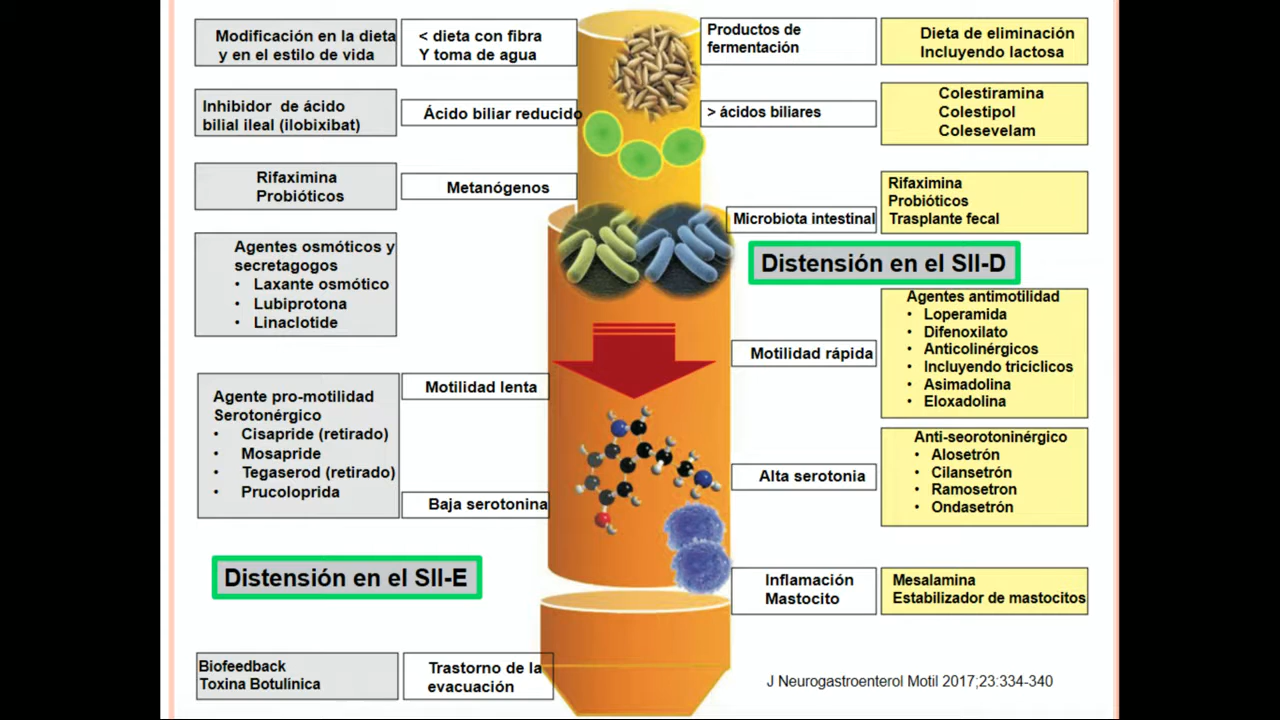 Modificación en la dieta
y en el estilo de vida
< dieta con fibra
Y toma de agua
Productos de
fermentación
Dieta de eliminación
Incluyendo lactosa
Inhibidor de ácido
bilial ileal (ilobixibat)
Ácido biliar reducido
> ácidos biliares
Colestiramina
Colestipol
Colesevelam
Rifaximina
Probióticos
Metanógenos
Microbiota intestinal
Rifaximina
Probióticos
Trasplante fecal
Agentes osmóticos y
secretagogos
• Laxante osmótico
• Lubiprotona
• Linaclotide
Distensión en el SII-D
Motilidad rápida
Agentes antimotilidad
• Loperamida
• Difenoxilato
• Anticolinérgicos
• Incluyendo tricíclicos
• Asimadolina
• Eloxadolina
Agente pro-motilidad
Serotonérgico
• Cisapride (retirado)
• Mosapride
• Tegaserod (retirado)
• Prucoloprida
Motilidad lenta
Baja serotonina
Alta serotonia
Anti-seorotoninérgico
• Alosetrón
• Cilansetrón
• Ramosetron
• Ondasetrón
Distensión en el SII-E
Inflamación
Mastocito
Mesalamina
Estabilizador de mastocitos
Biofeedback
Toxina Botulinica
Trastorno de la
evacuación
J Neurogastroenterol Motil 2017;23:334-340